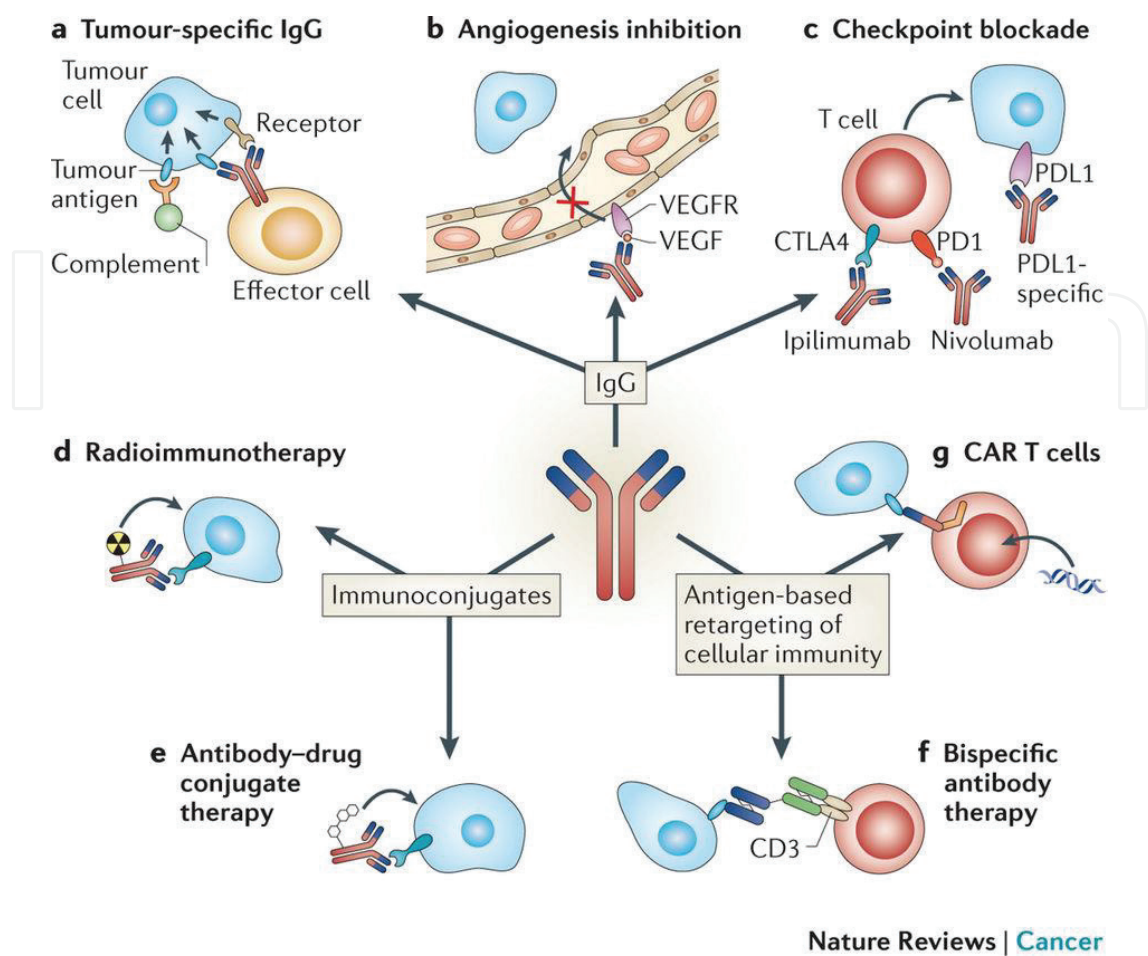 a Tumour-specific IgG
Tumour
cell
Receptor
Tumour
antigen
Complement
Effector cell
b Angiogenesis inhibition
VEGFR
VEGF
c Checkpoint blockade
T cell
PDL1
CTLA4
PD1
PDL1-
specific
Ipilimumab
Nivolumab
IgG
d Radioimmunotherapy
g CAR T cells
Immunoconjugates
Antigen-based
retargeting of
cellular immunity
e Antibody–drug
conjugate
therapy
f Bispecific
antibody
therapy
CD3
Nature Reviews | Cancer